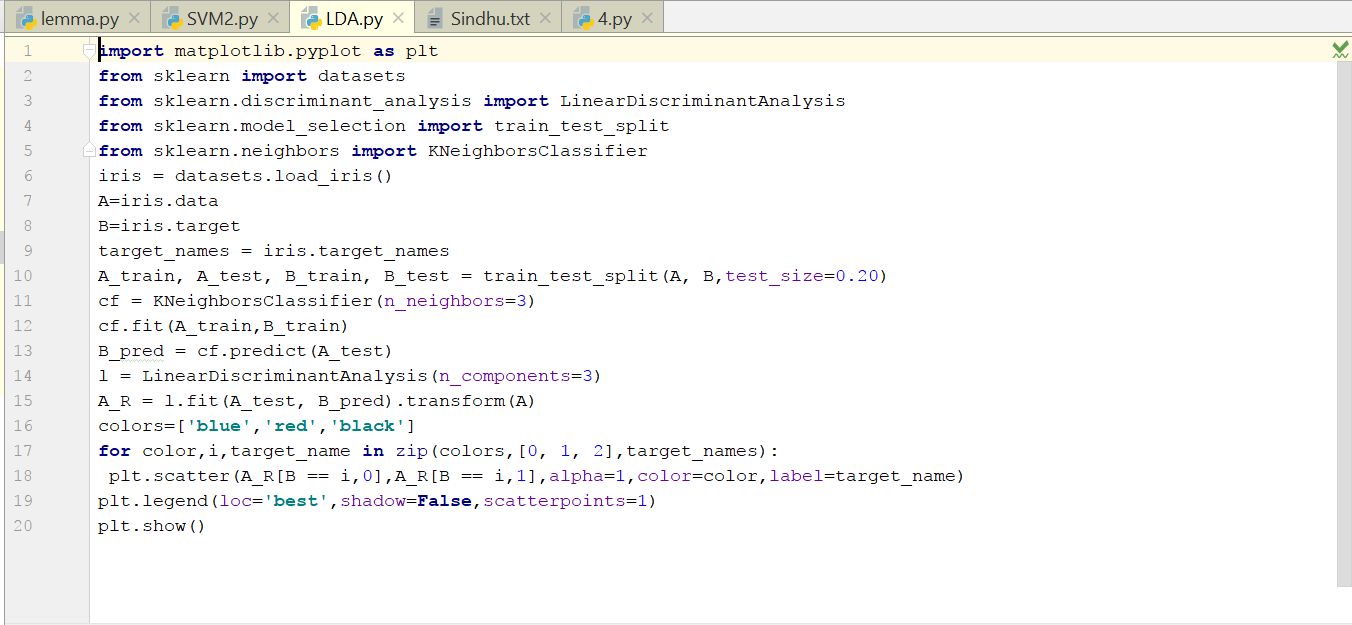 lemma.py SVM2.py LDA.py Sindhu.txt 4.py
1 import matplotlib.pyplot as plt
2 from sklearn import datasets
3 from sklearn.discriminant_analysis import LinearDiscriminantAnalysis
4 from sklearn.model_selection import train_test_split
5 from sklearn.neighbors import KNeighborsClassifier
6 iris = datasets.load_iris()
7 A=iris.data
8 B=iris.target
9 target_names = iris.target_names
10 A_train, A_test, B_train, B_test = train_test_split(A, B,test_size=0.20)
11 cf = KNeighborsClassifier(n_neighbors=3)
12 cf.fit(A_train,B_train)
13 B_pred = cf.predict(A_test)
14 l = LinearDiscriminantAnalysis(n_components=3)
15 A_R = l.fit(A_test, B_pred).transform(A)
16 colors=['blue','red','black']
17 for color,i,target_name in zip(colors,[0, 1, 2],target_names):
18  plt.scatter(A_R[B == i,0],A_R[B == i,1],alpha=1,color=color,label=target_name)
19 plt.legend(loc='best',shadow=False,scatterpoints=1)
20 plt.show()